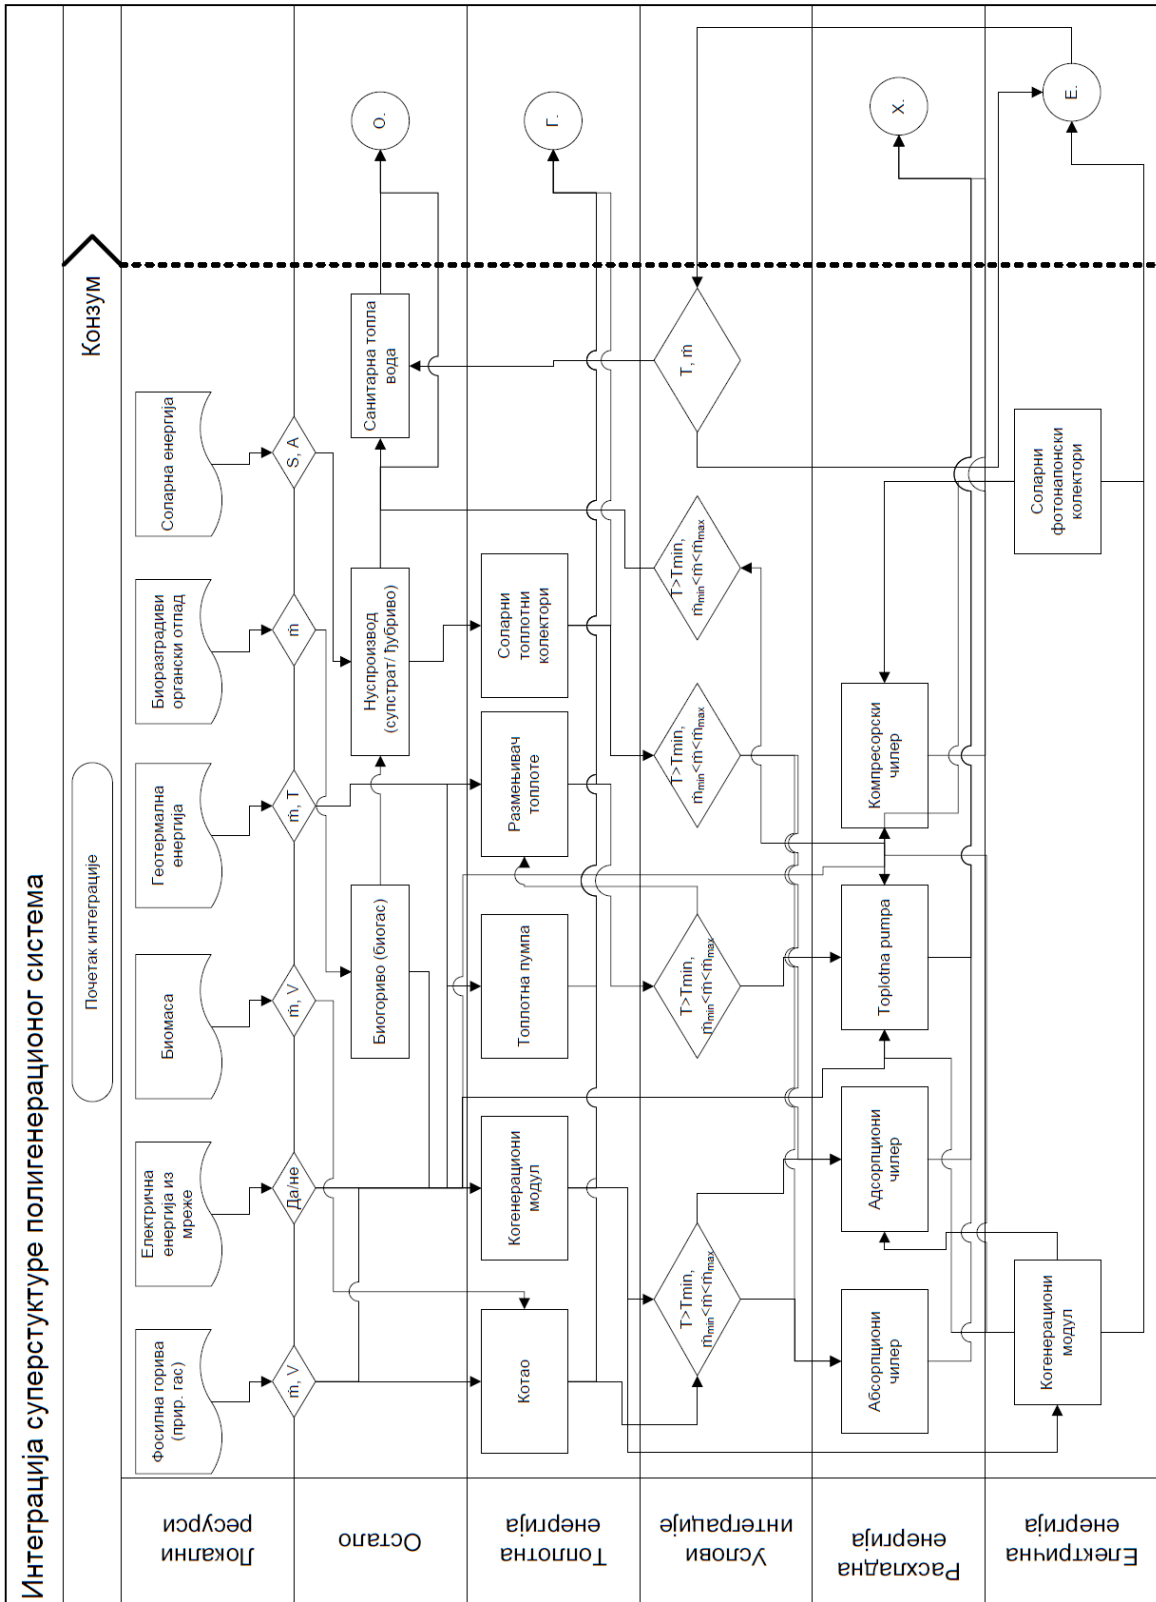 Интеграција суперстуктуре полигенерационог система
Почетак интеграције
Конзум
Локални
ресурси
Фосилна горива
(прир. гас)
Електрична
енергија из
мреже
Биомаса
Геотермална
енергија
Биоразградиви
органски отпад
Соларна енергија
ṁ, V
Да/не
ṁ, V
ṁ, T
ṁ
S, A
Остало
Биогориво (биогас)
Нуспроизвод
(супстрат/ ђубриво)
Санитарна топла
вода
О.
Топлотна
енергија
Котао
Когенерациони
модул
Топлотна пумпа
Размењивач
топлоте
Соларни
топлотни
колектори
Г.
Услови
интеграције
T>Tmin,
ṁmin<ṁ<ṁmax
T>Tmin,
ṁmin<ṁ<ṁmax
T>Tmin,
ṁmin<ṁ<ṁmax
T>Tmin,
ṁmin<ṁ<ṁmax
T, ṁ
Расхладна
енергија
Абсорпциони
чилер
Адсорпциони
чилер
Toplotna pumpa
Компресорски
чилер
Х.
Електрична
енергија
Когенерациони
модул
Соларни
фотонапонски
колектори
Е.